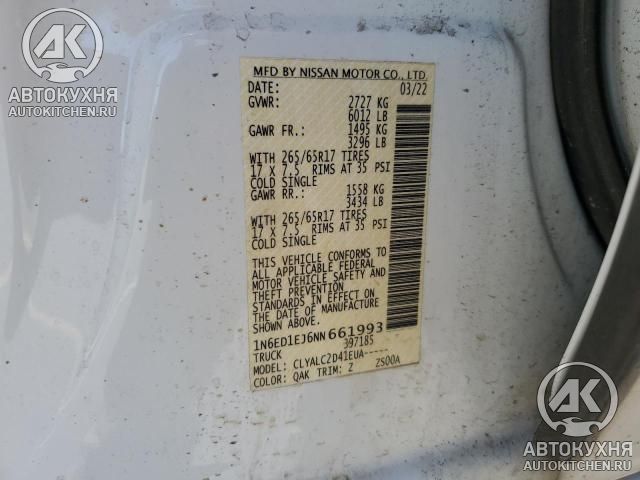 АК
АВТОКУХНЯ
AUTOKITCHEN.RU
MFD BY NISSAN MOTOR CO., LTD.
DATE: 03/22
GVWR: 2727 KG
6012 LB
GAWR FR.: 1495 KG
3296 LB
WITH 265/65R17 TIRES
17 X 7.5 RIMS AT 35 PSI
COLD SINGLE
GAWR RR.: 1558 KG
3434 LB
WITH 265/65R17 TIRES
17 X 7.5 RIMS AT 35 PSI
COLD SINGLE
THIS VEHICLE CONFORMS TO
ALL APPLICABLE FEDERAL
MOTOR VEHICLE SAFETY AND
THEFT PREVENTION
STANDARDS IN EFFECT ON
THE DATE OF MANUFACTURE
SHOWN ABOVE.
1N6ED1EJ6NN661993
TRUCK 397185
MODEL: CLYALC2D41EUA-----
COLOR: QAK TRIM: Z ZS00A
АК
АВТОКУХНЯ
AUTOKITCHEN.RU